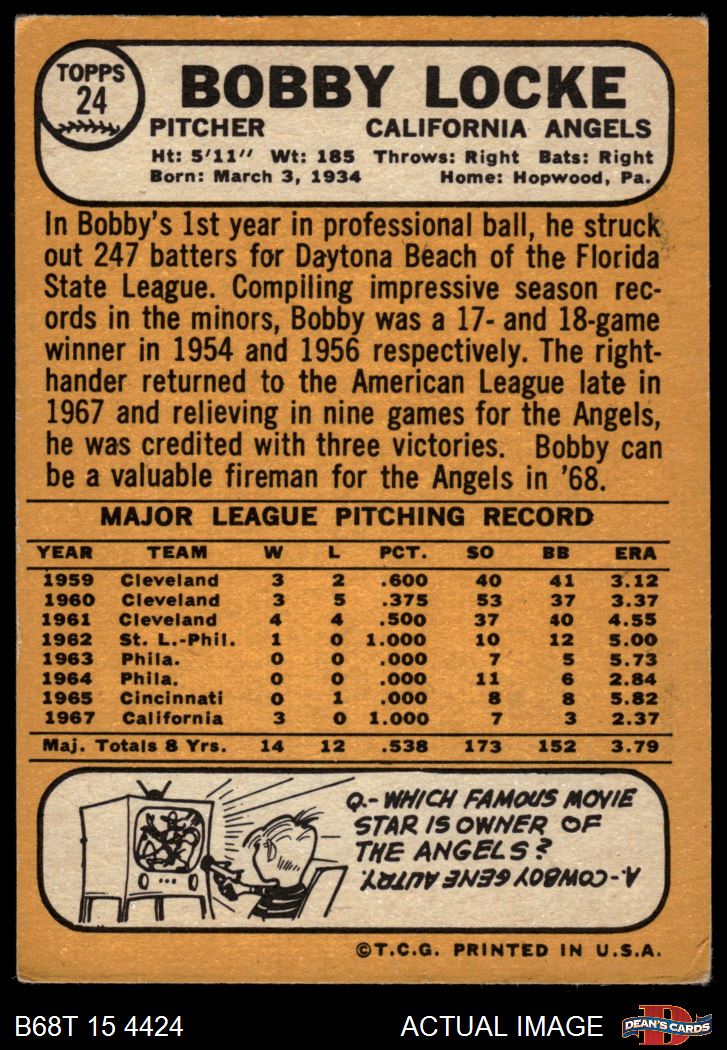 TOPPS
24
BOBBY LOCKE
PITCHER CALIFORNIA ANGELS
Ht: 5'11" Wt: 185 Throws: Right Bats: Right
Born: March 3, 1934 Home: Hopwood, Pa.
In Bobby's 1st year in professional ball, he struck
out 247 batters for Daytona Beach of the Florida
State League. Compiling impressive season rec-
ords in the minors, Bobby was a 17- and 18-game
winner in 1954 and 1956 respectively. The right-
hander returned to the American League late in
1967 and relieving in nine games for the Angels,
he was credited with three victories. Bobby can
be a valuable fireman for the Angels in '68.
MAJOR LEAGUE PITCHING RECORD
YEAR TEAM W L PCT. SO BB ERA
1959 Cleveland 3 2 .600 40 41 3.12
1960 Cleveland 3 5 .375 53 37 3.37
1961 Cleveland 4 4 .500 37 40 4.55
1962 St. L.-Phil. 1 0 1.000 10 12 5.00
1963 Phila. 0 0 .000 7 5 5.73
1964 Phila. 0 0 .000 11 6 2.84
1965 Cincinnati 0 1 .000 8 8 5.82
1967 California 3 0 1.000 7 3 2.37
Maj. Totals 8 Yrs. 14 12 .538 173 152 3.79
Q.- WHICH FAMOUS MOVIE
STAR IS OWNER OF
THE ANGELS?
A.- COWBOY GENE AUTRY.
©T.C.G. PRINTED IN U.S.A.
B68T 15 4424 ACTUAL IMAGE
D
DEAN'S CARDS